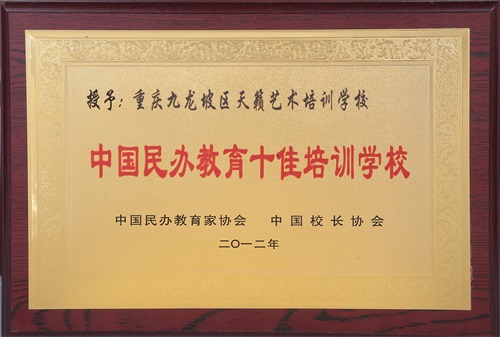 授予：重庆九龙坡区天籁艺术培训学校
中国民办教育十佳培训学校
中国民办教育家协会 中国校长协会
二〇一二年